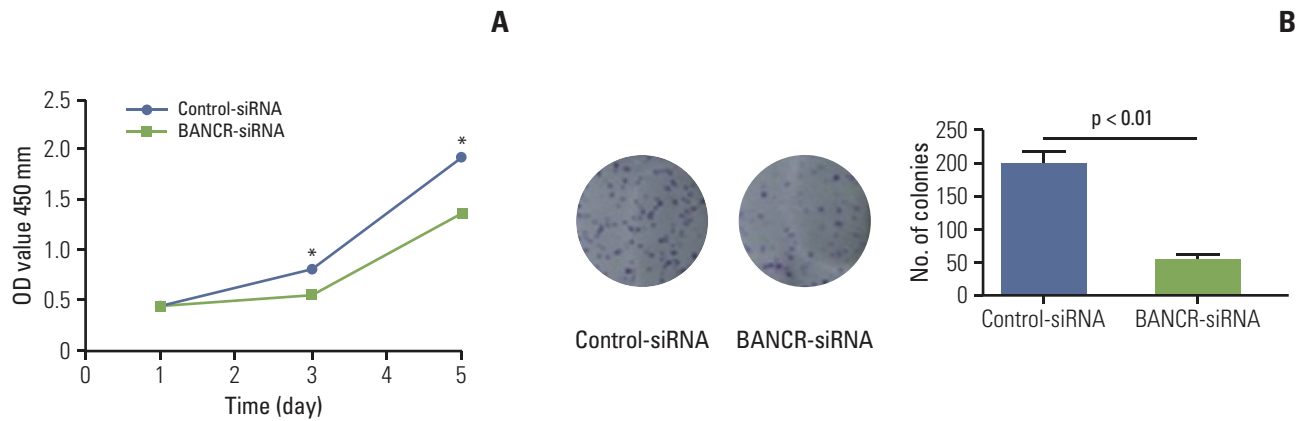 A
2.5
2.0
1.5
1.0
0.5
0
OD value 450 mm
Control-siRNA
BANCR-siRNA
*
*
0 1 2 3 4 5
Time (day)
B
Control-siRNA BANCR-siRNA
p < 0.01
250
200
150
100
50
0
No. of colonies
Control-siRNA BANCR-siRNA